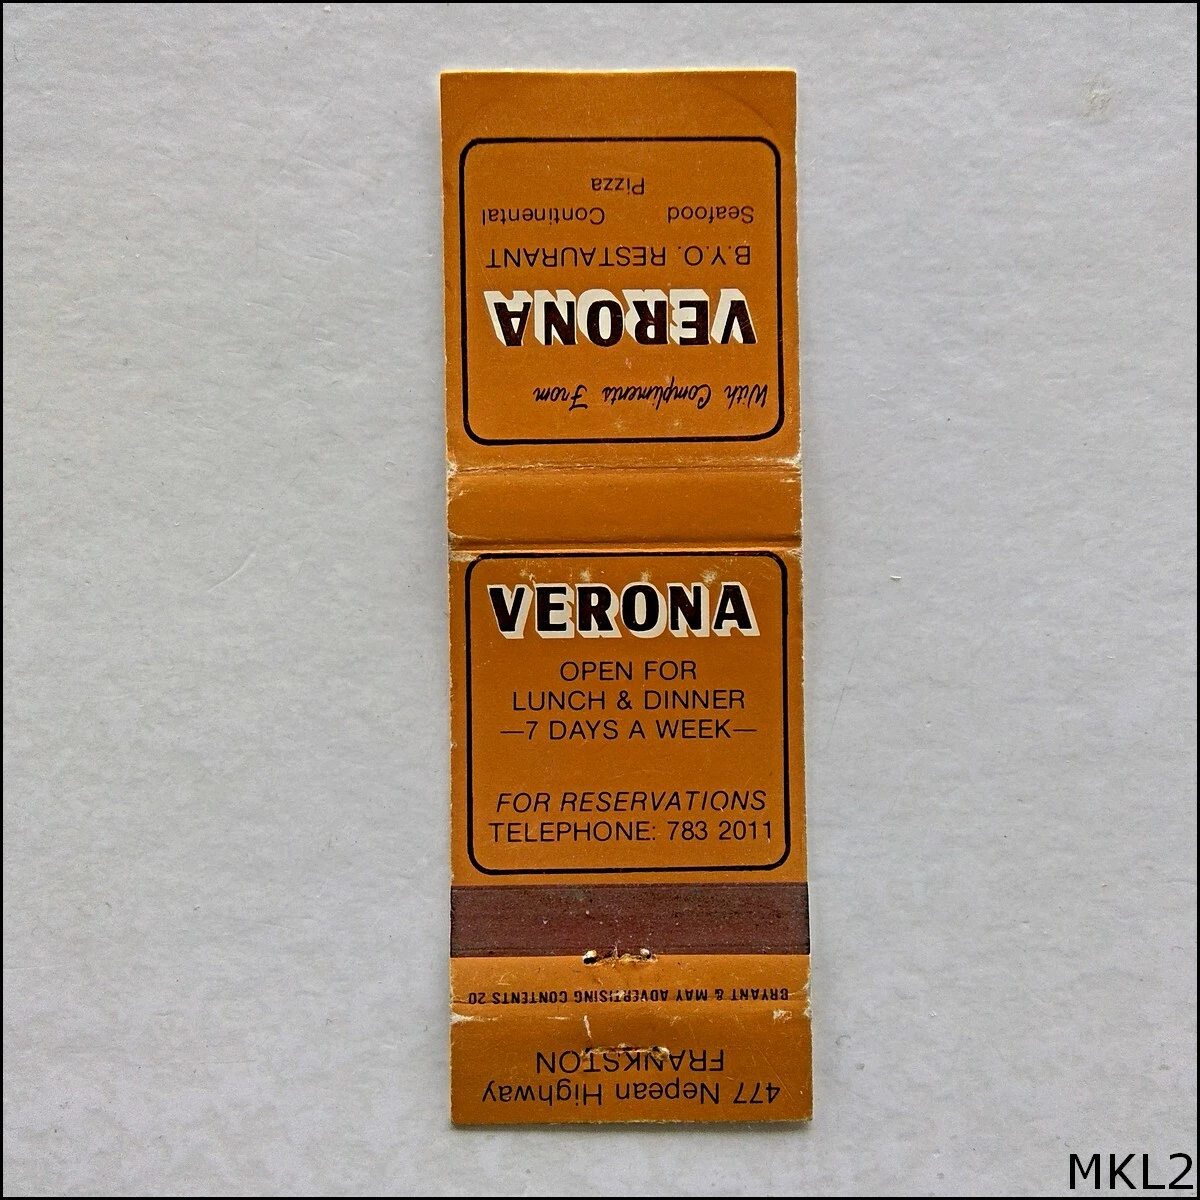 With Compliments From
VERONA
B.Y.O. RESTAURANT
Seafood Continental
Pizza
VERONA
OPEN FOR
LUNCH & DINNER
—7 DAYS A WEEK—
FOR RESERVATIONS
TELEPHONE: 783 2011
BRYANT & MAY ADVERTISING CONTENTS 20
477 Nepean Highway
FRANKSTON
MKL2